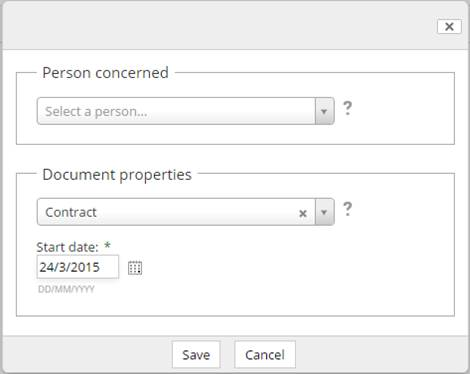 Person concerned
Select a person...
?
Document properties
Contract
?
Start date: *
24/3/2015
DD/MM/YYYY
Save Cancel